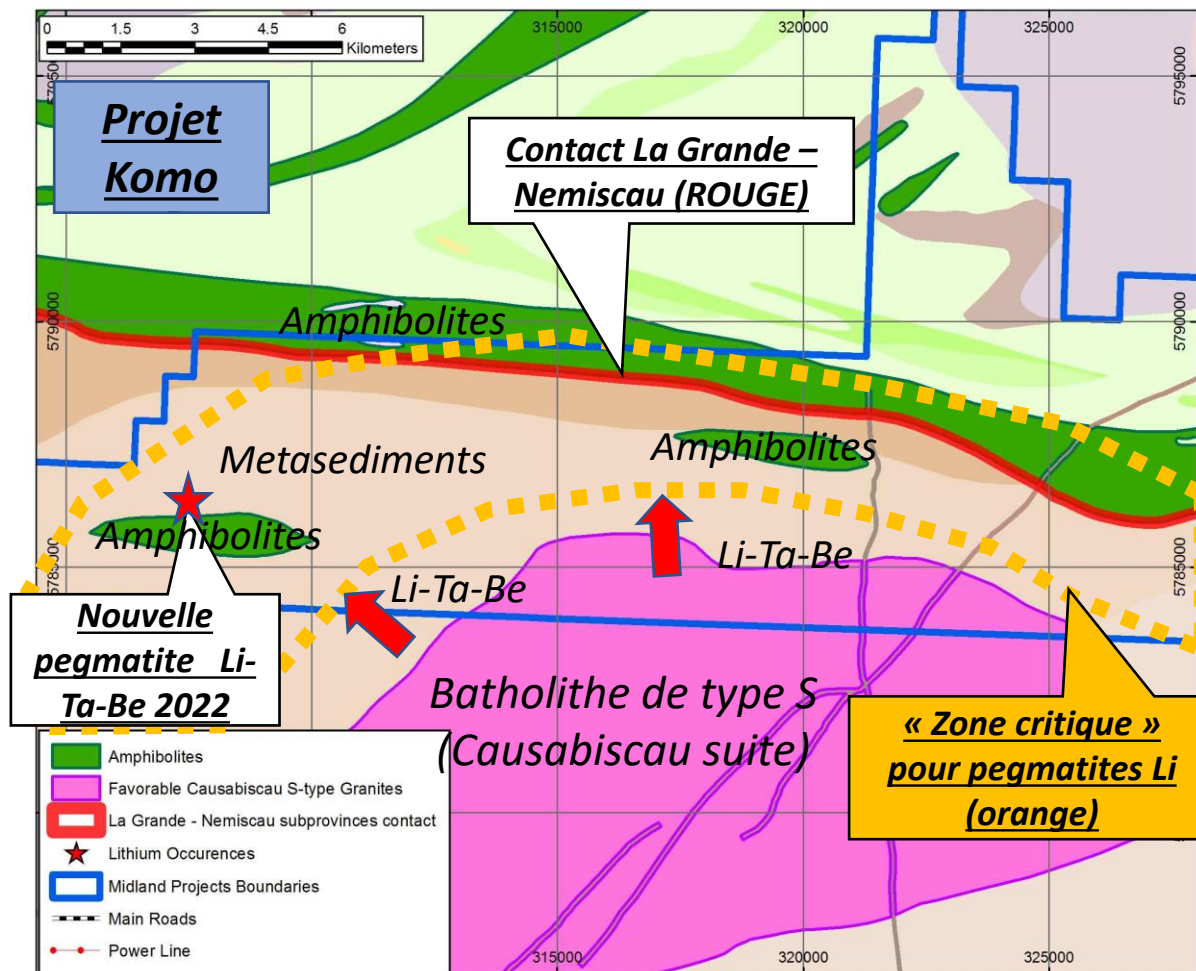 0 1.5 3 4.5 6
Kilometers
315000 320000 325000
5795000 5795000
Projet
Komo
Contact La Grande –
Nemiscau (ROUGE)
5790000 5790000
Amphibolites
Metasediments
Amphibolites
Amphibolites
5785000
Li-Ta-Be
Li-Ta-Be
Nouvelle
pegmatite Li-
Ta-Be 2022
Batholithe de type S
(Causabiscau suite)
« Zone critique »
pour pegmatites Li
(orange)
Amphibolites
Favorable Causabiscau S-type Granites
La Grande - Nemiscau subprovinces contact
Lithium Occurences
Midland Projects Boundaries
Main Roads
Power Line
315000 320000 325000